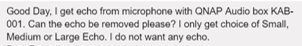 Good Day, I get echo from microphone with QNAP Audio box KAB-
001. Can the echo be removed please? I only get choice of Small,
Medium or Large Echo. I do not want any echo.